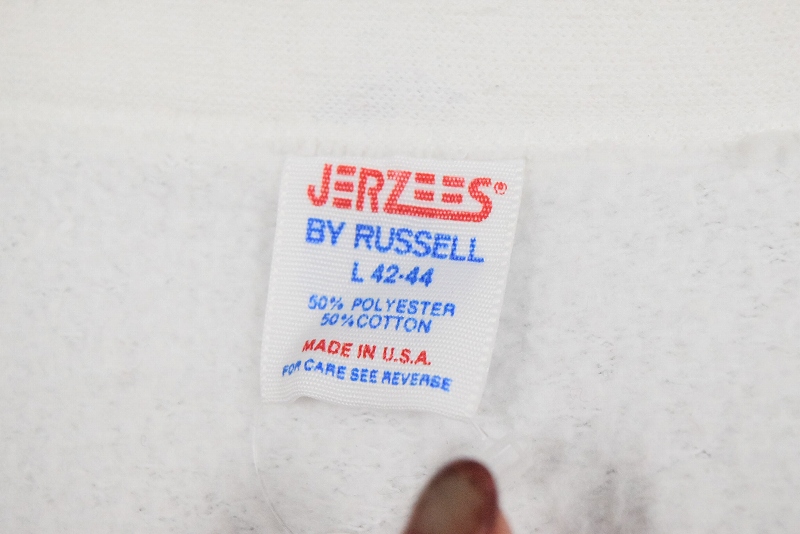 JERZEES®
BY RUSSELL
L 42-44
50% POLYESTER
50% COTTON
MADE IN U.S.A.
FOR CARE SEE REVERSE